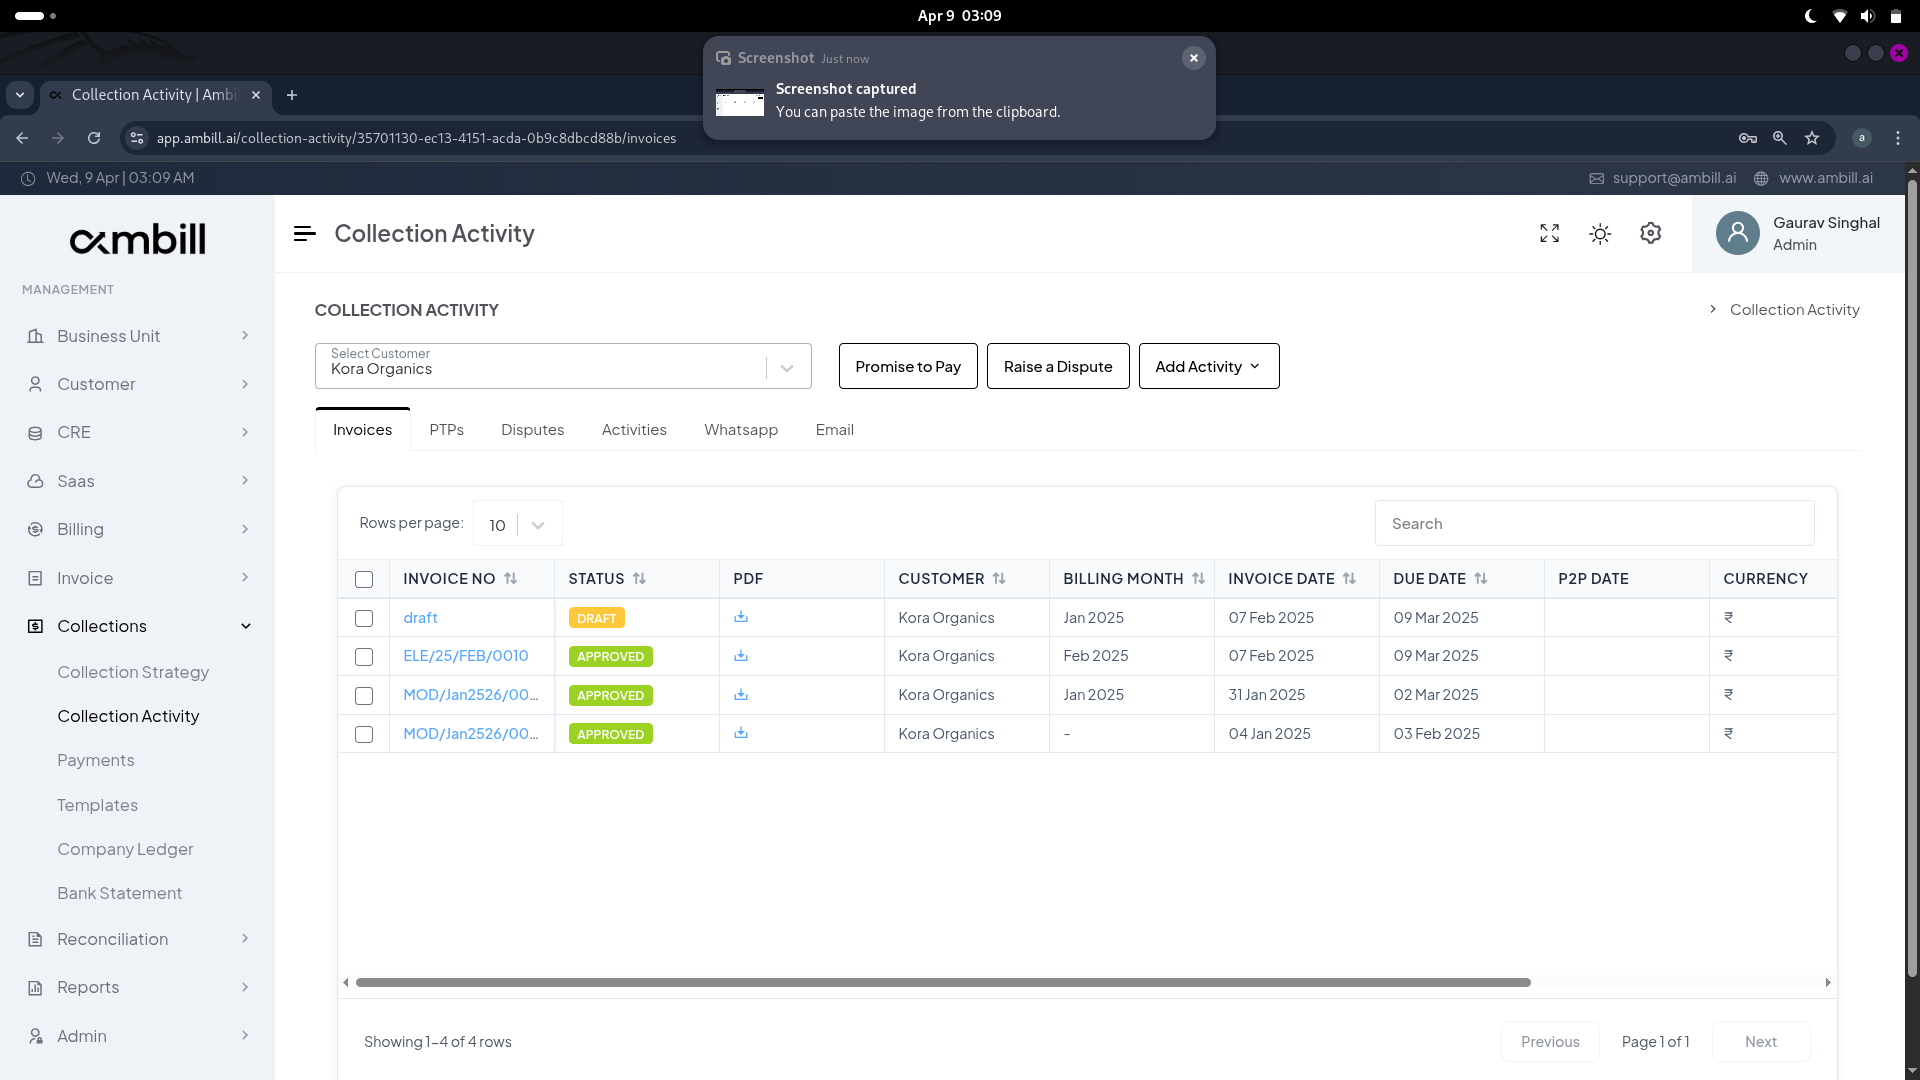 Apr 9 03:09
Screenshot Just now
Screenshot captured
You can paste the image from the clipboard.
Collection Activity | Ambi
app.ambill.ai/collection-activity/35701130-ec13-4151-acda-0b9c8dbcd88b/invoices
a
Wed, 9 Apr | 03:09 AM
support@ambill.ai
www.ambill.ai
ambill
Collection Activity
Gaurav Singhal
Admin
MANAGEMENT
Business Unit
Customer
CRE
Saas
Billing
Invoice
Collections
Collection Strategy
Collection Activity
Payments
Templates
Company Ledger
Bank Statement
Reconciliation
Reports
Admin
COLLECTION ACTIVITY
Collection Activity
Select Customer
Kora Organics
Promise to Pay
Raise a Dispute
Add Activity
Invoices PTPs Disputes Activities Whatsapp Email
Rows per page: 10
Search
INVOICE NO STATUS PDF CUSTOMER BILLING MONTH INVOICE DATE DUE DATE P2P DATE CURRENCY
draft DRAFT Kora Organics Jan 2025 07 Feb 2025 09 Mar 2025 ₹
ELE/25/FEB/0010 APPROVED Kora Organics Feb 2025 07 Feb 2025 09 Mar 2025 ₹
MOD/Jan2526/00... APPROVED Kora Organics Jan 2025 31 Jan 2025 02 Mar 2025 ₹
MOD/Jan2526/00... APPROVED Kora Organics - 04 Jan 2025 03 Feb 2025 ₹
Showing 1–4 of 4 rows
Previous Page 1 of 1 Next